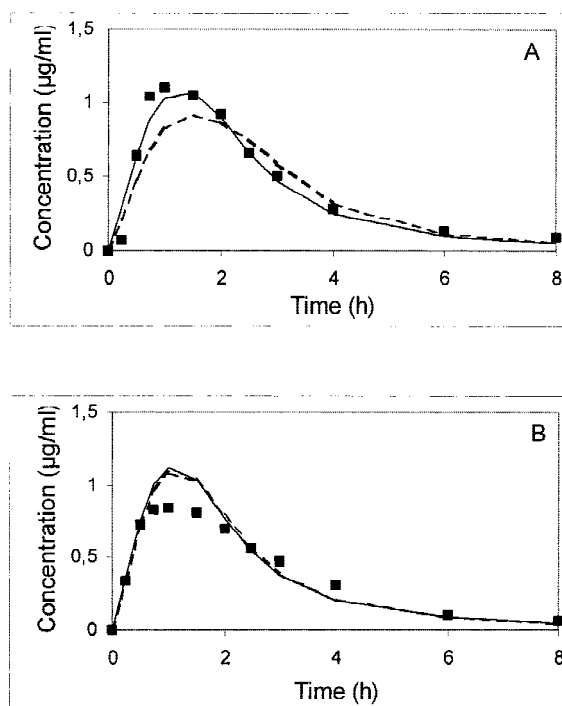 A
Concentration (µg/ml)
1,5
1
0,5
0
0 2 4 6 8
Time (h)
B
Concentration (µg/ml)
1,5
1
0,5
0
0 2 4 6 8
Time (h)